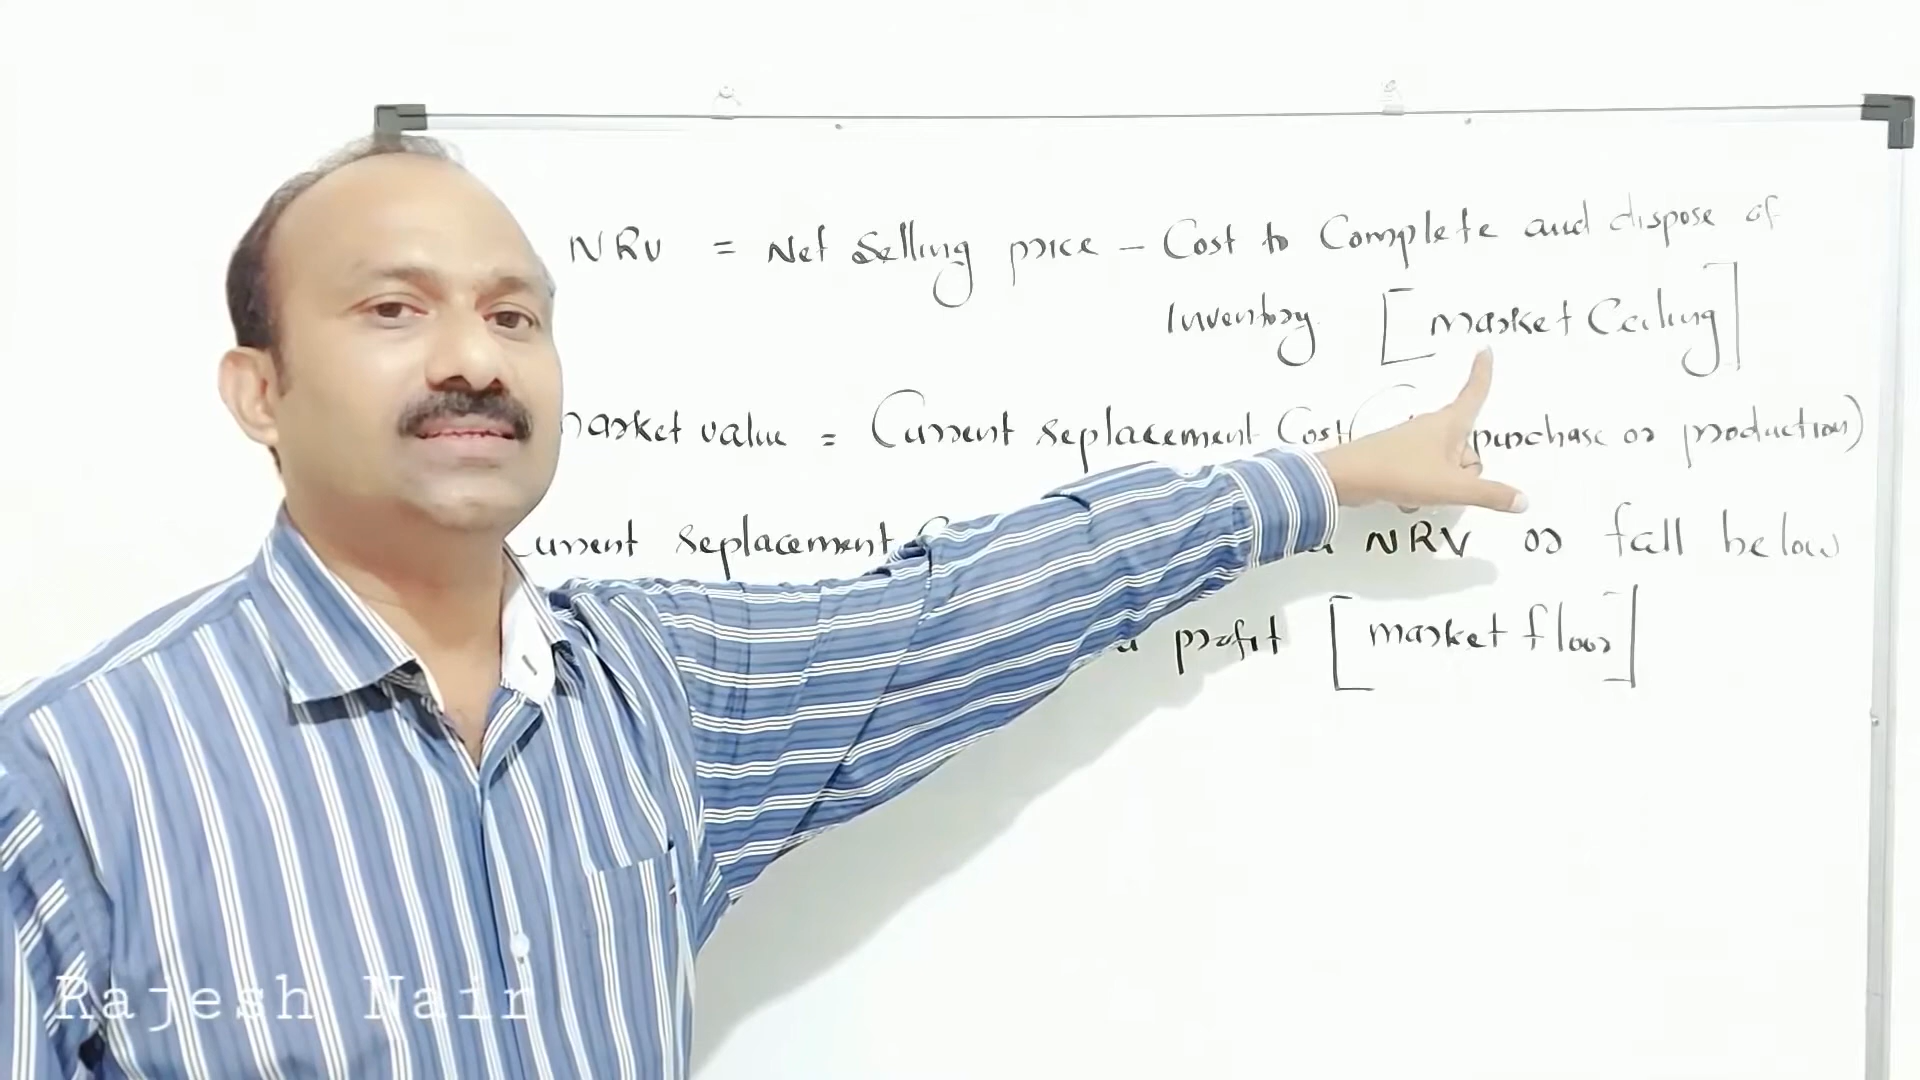 NRV = Net Selling price – Cost to Complete and dispose of
Inventory [market Ceiling]
market value = Current replacement Cost( purchase or production)
Current replacement NRV or fall below
profit [market floor]
Rajesh Nair